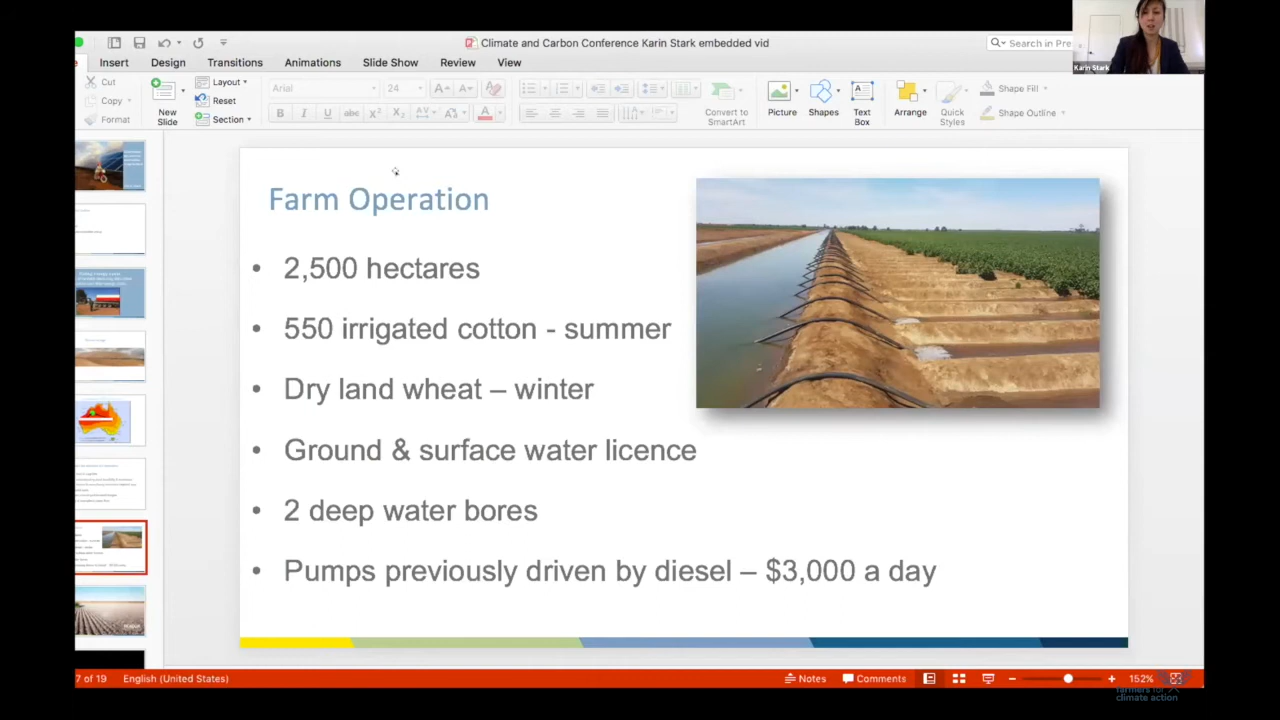 Climate and Carbon Conference Karin Stark embedded vid
Search in Pre
Karin Stark
Insert Design Transitions Animations Slide Show Review View
Cut
Copy
Format
New Slide
Layout
Reset
Section
Arial 24
Convert to SmartArt
Picture
Shapes
Text Box
Arrange
Quick Styles
Shape Fill
Shape Outline
Farm Operation
• 2,500 hectares
• 550 irrigated cotton - summer
• Dry land wheat – winter
• Ground & surface water licence
• 2 deep water bores
• Pumps previously driven by diesel – $3,000 a day
7 of 19 English (United States) Notes Comments 152%
farmers for
climate action